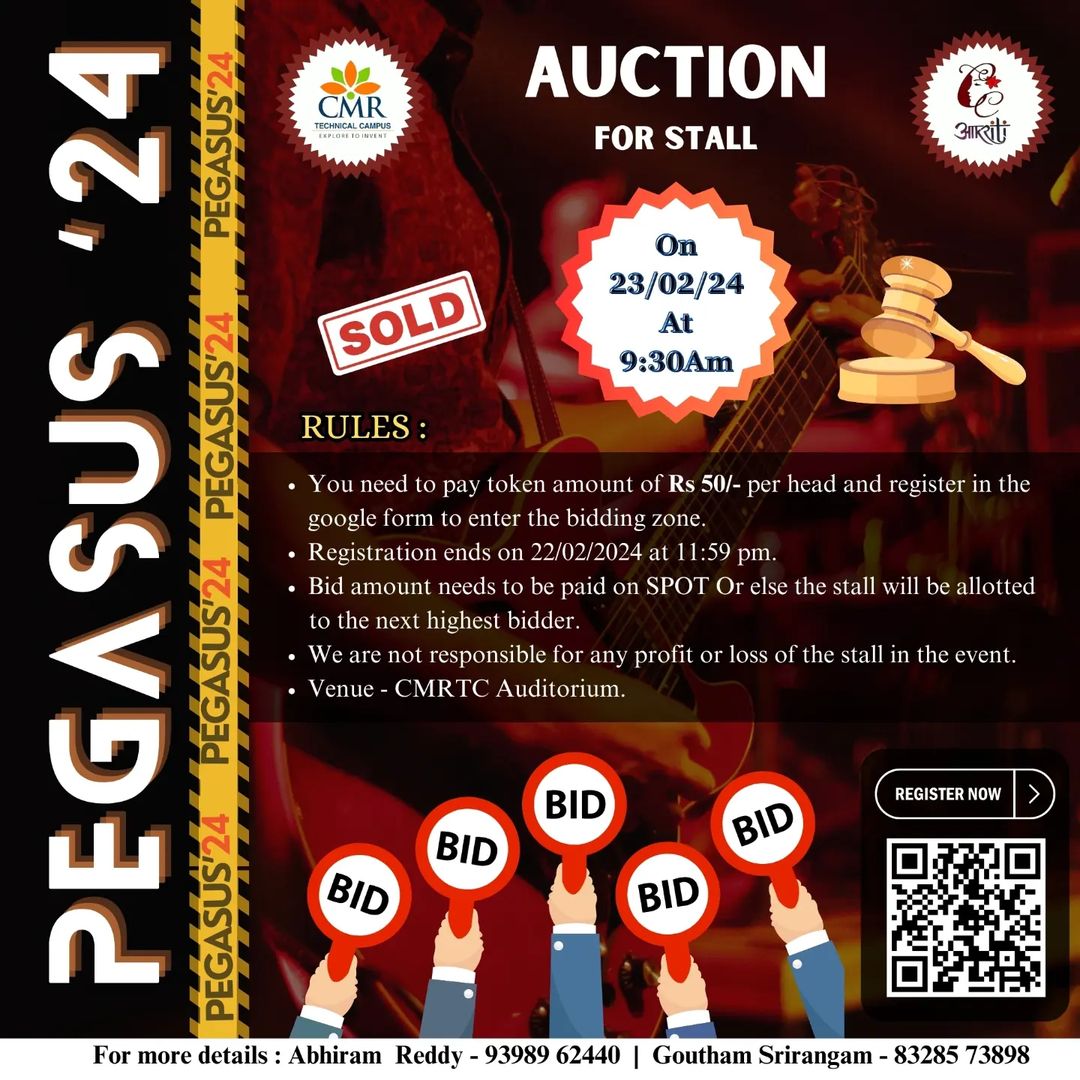 PEGASUS '24
PEGASUS'24
PEGASUS'24
PEGASUS'24
PEGASUS'24
CMR
TECHNICAL CAMPUS
EXPLORE TO INVENT
AUCTION
FOR STALL
आकृriti
On
23/02/24
At
9:30Am
SOLD
RULES :
• You need to pay token amount of Rs 50/- per head and register in the
google form to enter the bidding zone.
• Registration ends on 22/02/2024 at 11:59 pm.
• Bid amount needs to be paid on SPOT Or else the stall will be allotted
to the next highest bidder.
• We are not responsible for any profit or loss of the stall in the event.
• Venue - CMRTC Auditorium.
BID
BID
BID
BID
BID
REGISTER NOW
For more details : Abhiram Reddy - 93989 62440 | Goutham Srirangam - 83285 73898